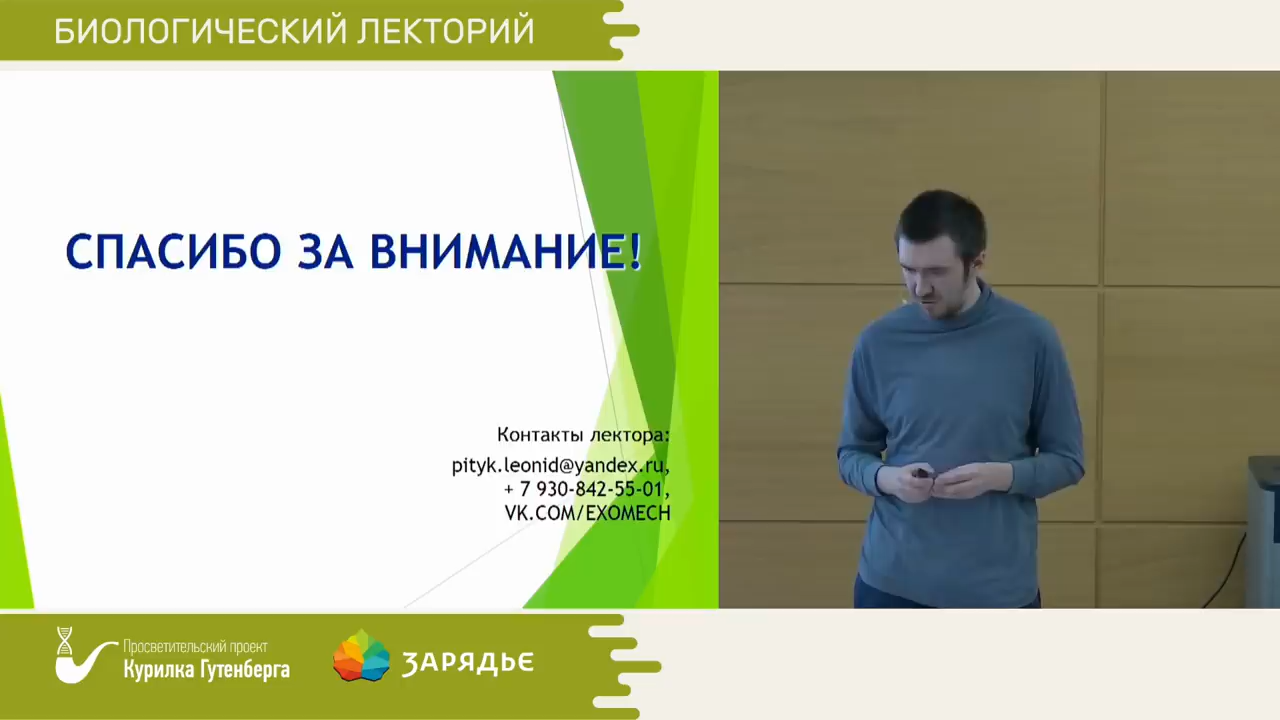 БИОЛОГИЧЕСКИЙ ЛЕКТОРИЙ
СПАСИБО ЗА ВНИМАНИЕ!
Контакты лектора:
pityk.leonid@yandex.ru,
+ 7 930-842-55-01,
VK.COM/EXOMECH
Просветительский проект
Курилка Гутенберга
ЗАРЯДЬЕ